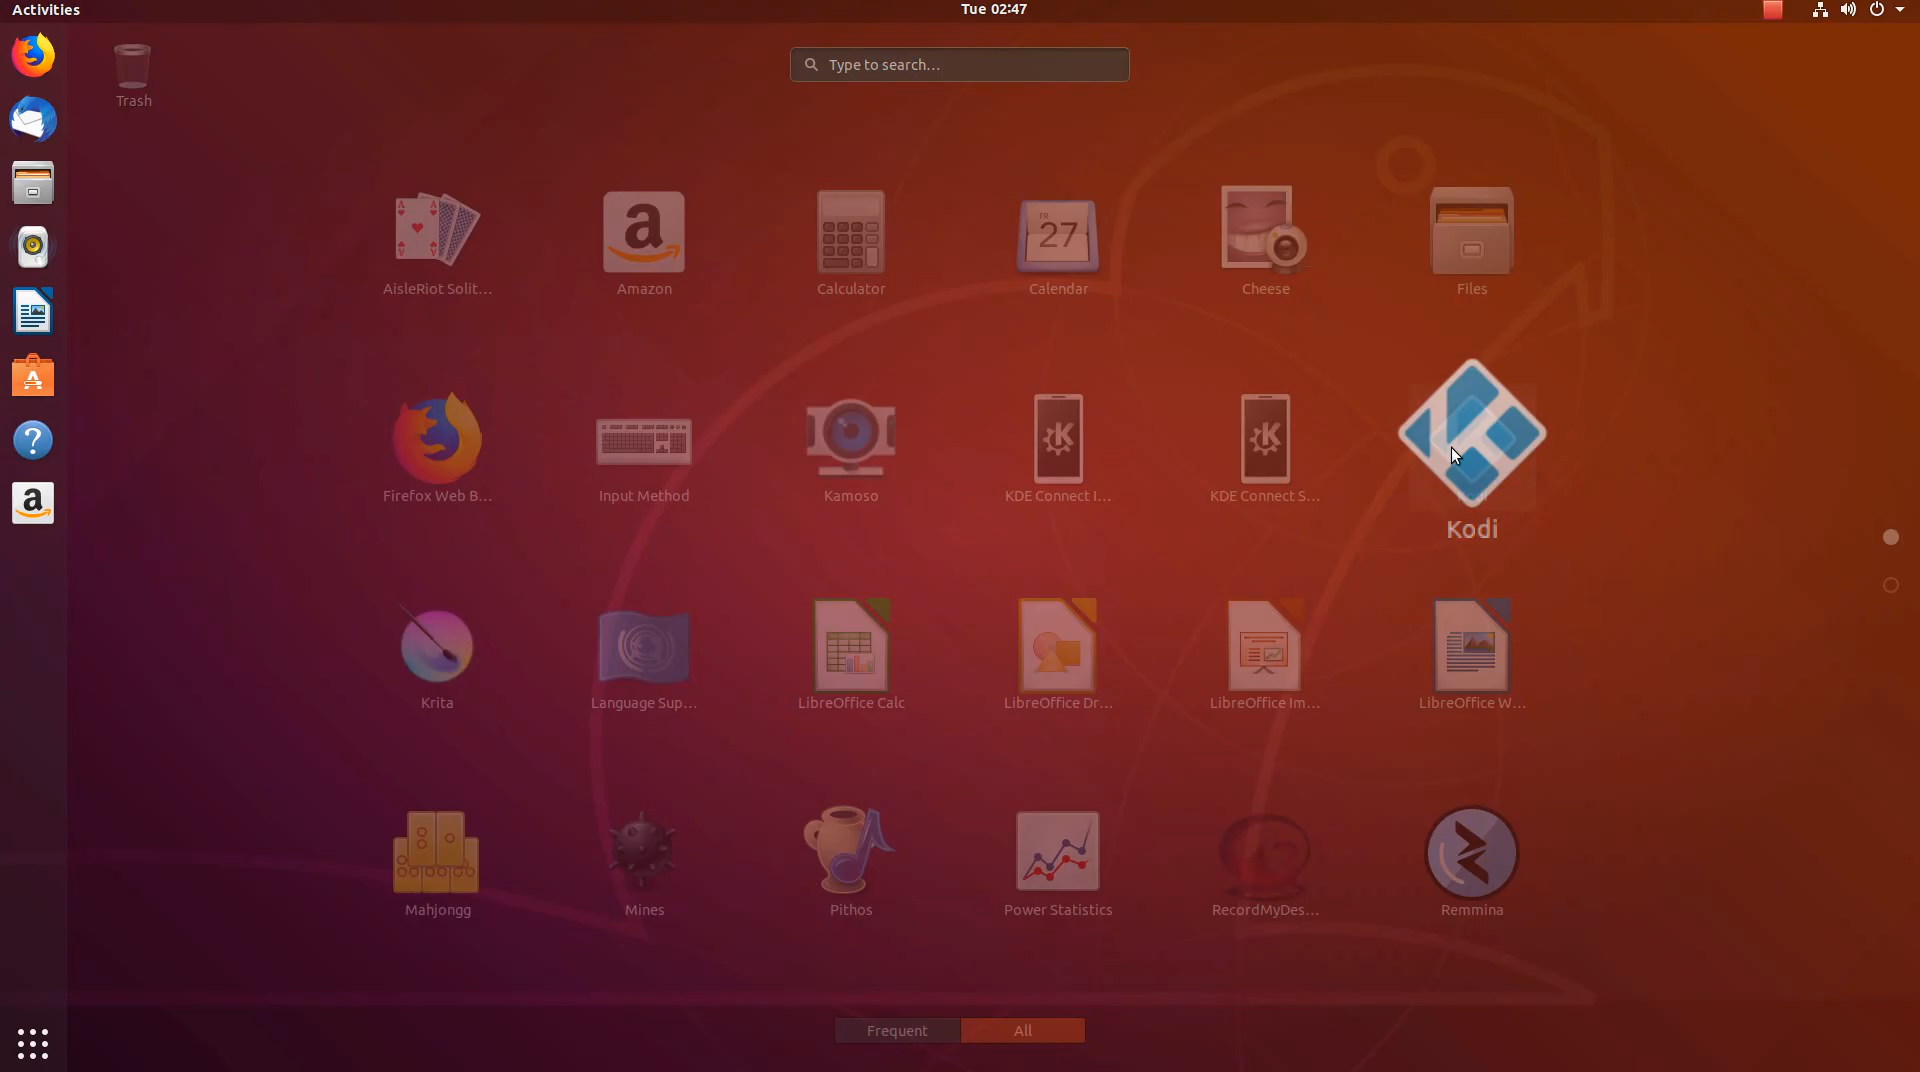 Activities
Tue 02:47
Trash
Type to search...
AisleRiot Solit...
Amazon
Calculator
FR
27
Calendar
Cheese
Files
Firefox Web B...
Input Method
Kamoso
KDE Connect I...
KDE Connect S...
Kodi
Krita
Language Sup...
LibreOffice Calc
LibreOffice Dr...
LibreOffice Im...
LibreOffice W...
Mahjongg
Mines
Pithos
Power Statistics
RecordMyDes...
Remmina
Frequent
All